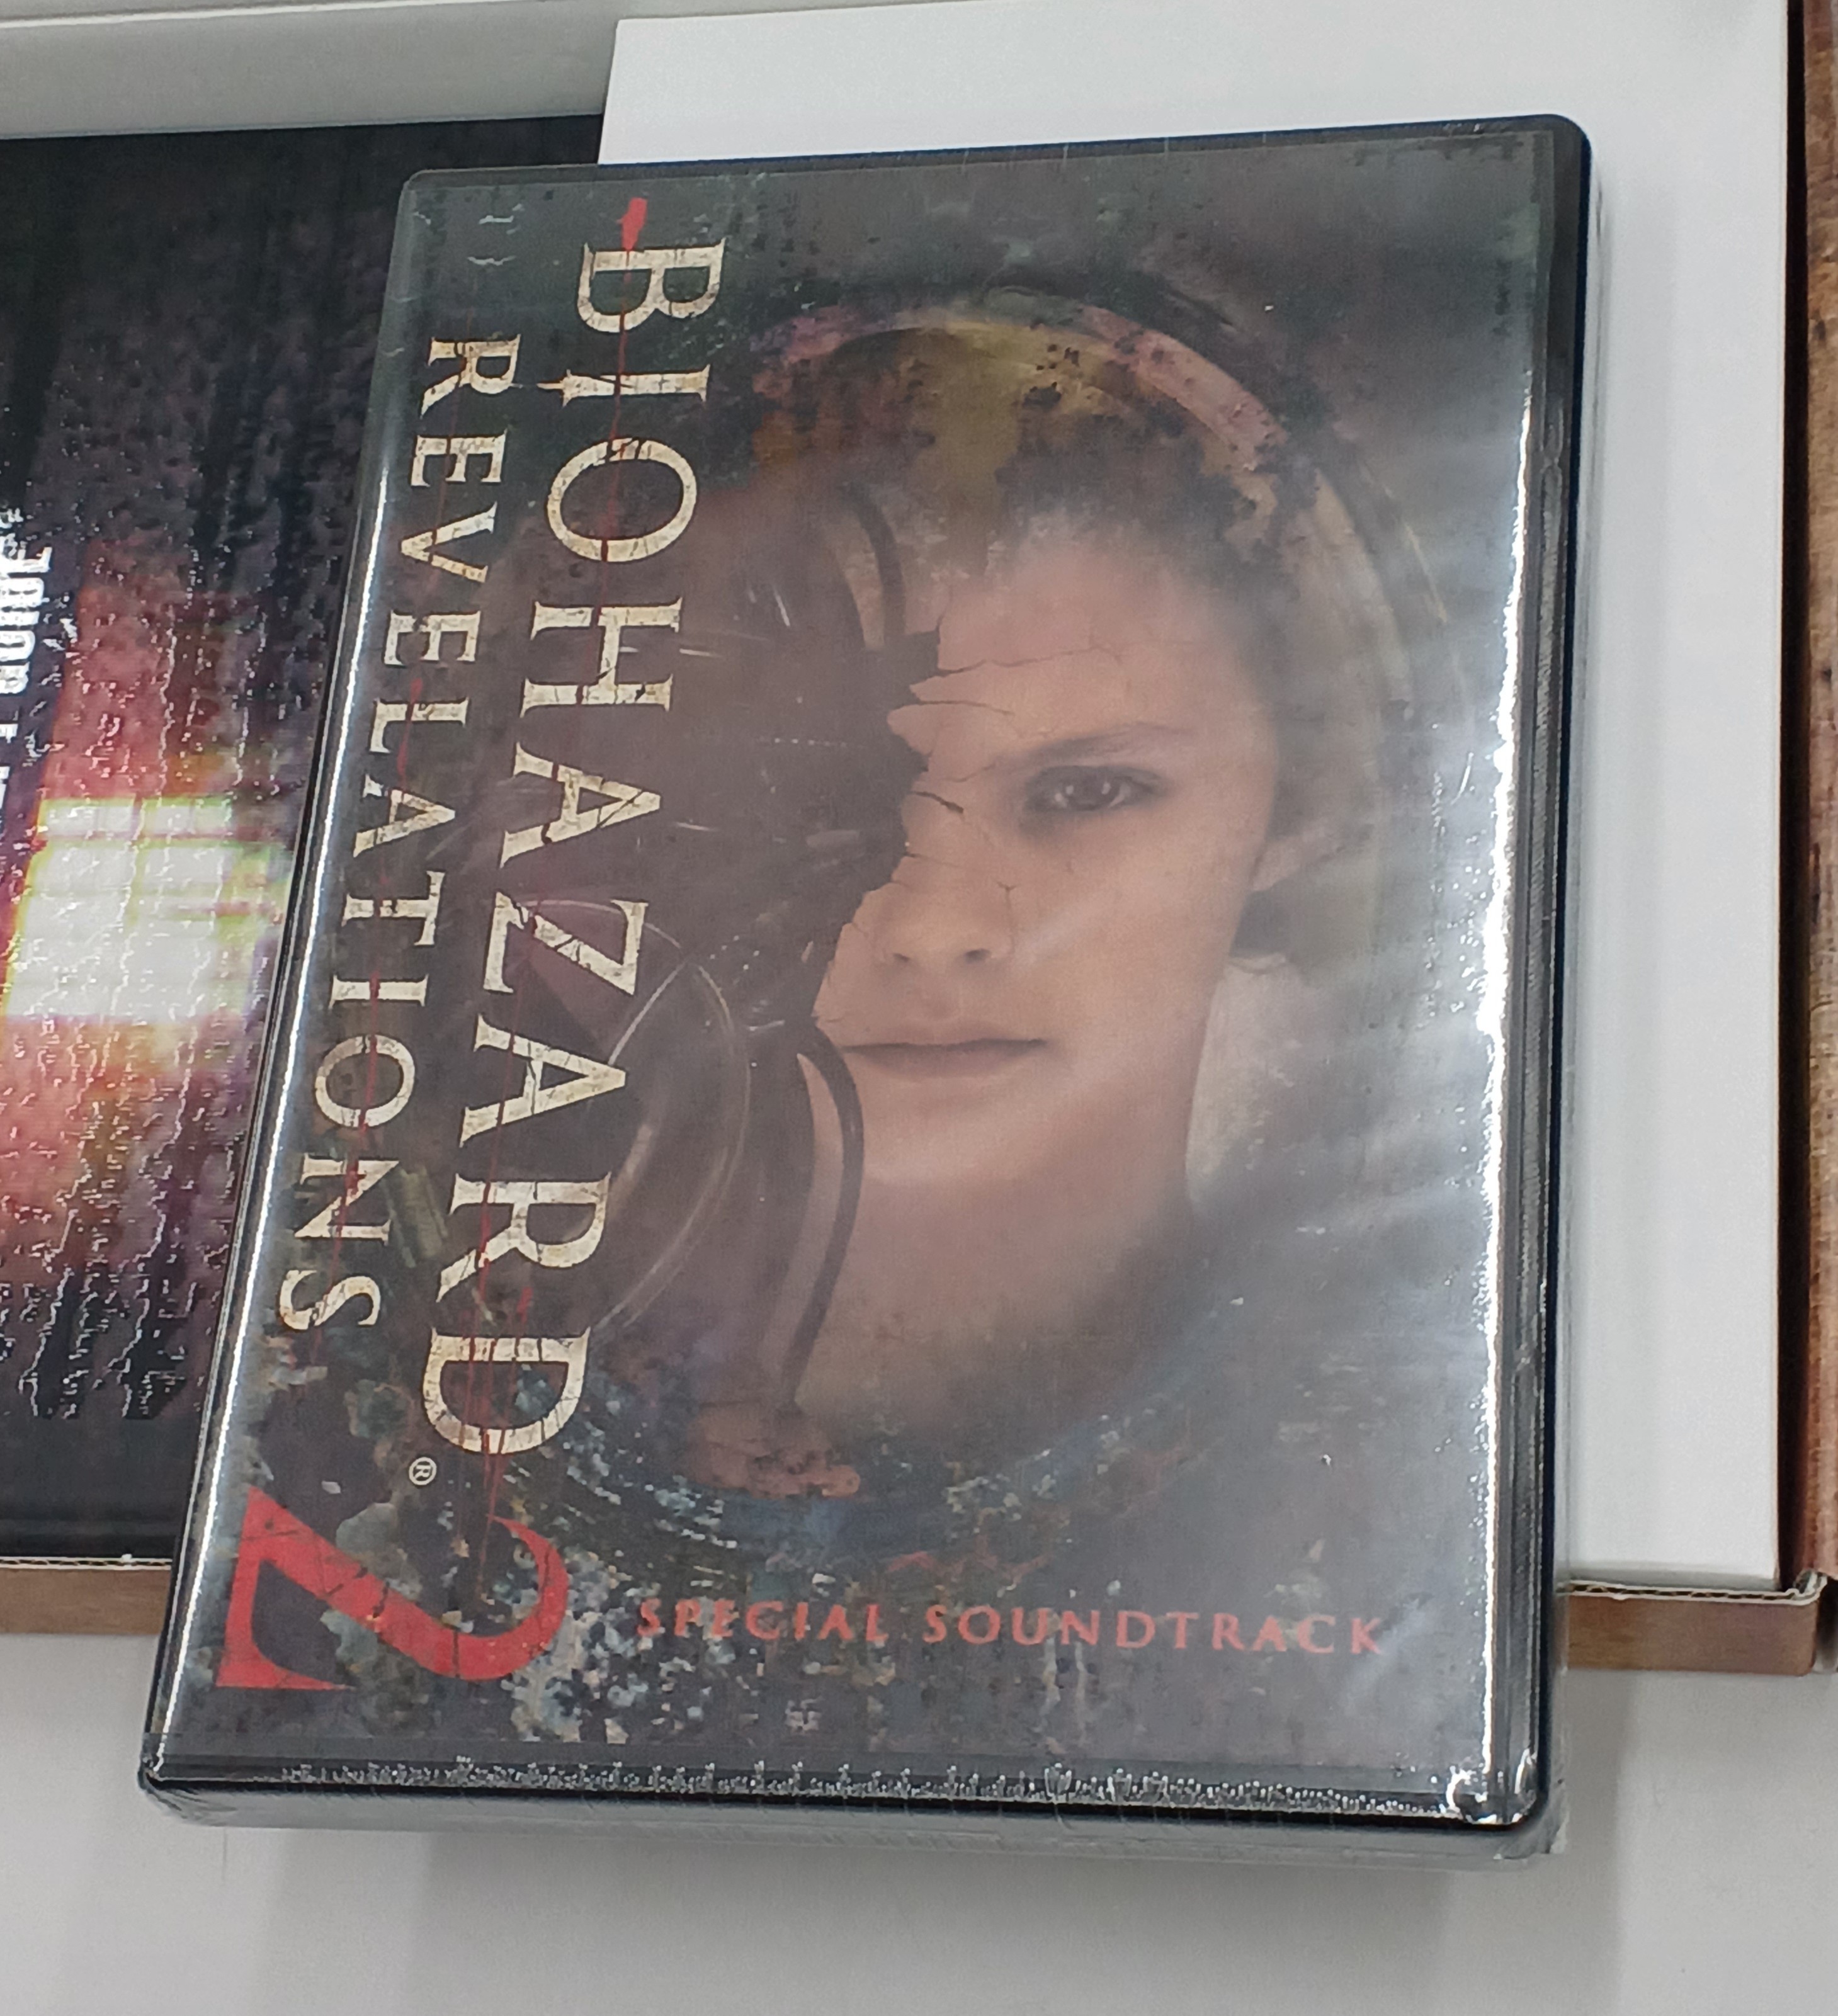 BIOHAZARD®
REVELATIONS
2
SPECIAL SOUNDTRACK